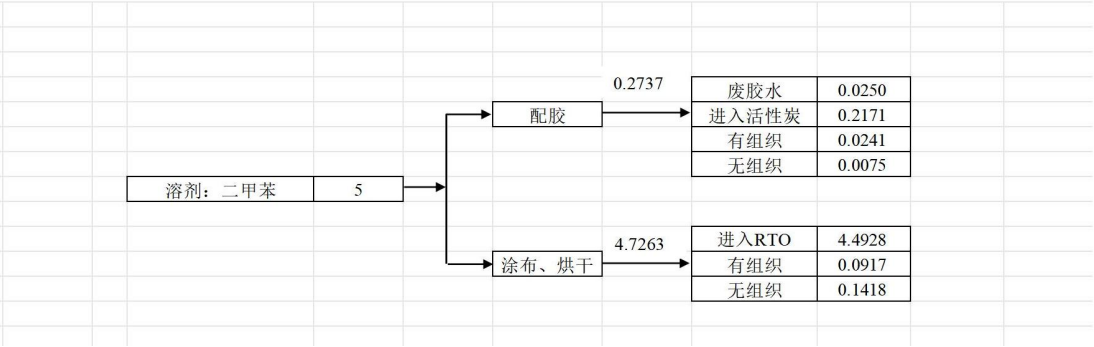 0.2737
废胶水 0.0250
配胶 进入活性炭 0.2171
有组织 0.0241
无组织 0.0075
溶剂：二甲苯 5
4.7263
进入RTO 4.4928
涂布、烘干 有组织 0.0917
无组织 0.1418